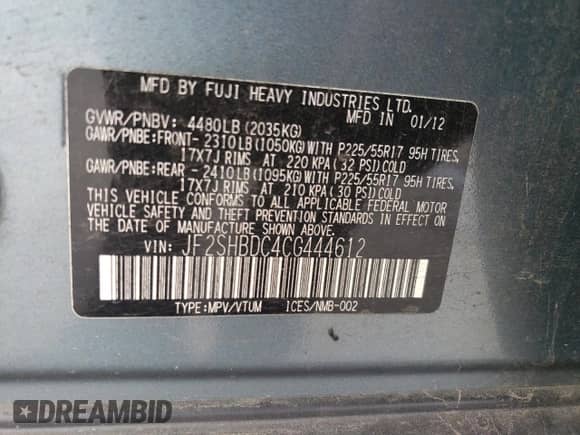 MFD BY FUJI HEAVY INDUSTRIES LTD.
MFD IN 01/12
GVWR/PNBV: 4480LB(2035KG)
GAWR/PNBE:FRONT- 2310LB(1050KG)WITH P225/55R17 95H TIRES,
17X7J RIMS AT 220 KPA(32 PSI)COLD
GAWR/PNBE:REAR - 2410LB(1095KG)WITH P225/55R17 95H TIRES,
17X7J RIMS AT 210 KPA(30 PSI)COLD
THIS VEHICLE CONFORMS TO ALL APPLICABLE FEDERAL MOTOR
VEHICLE SAFETY AND THEFT PREVENTION STANDARDS IN EFFECT ON
THE DATE OF MANUFACTURE SHOWN ABOVE.
VIN: JF2SHBDC4CG444612
TYPE:MPV/VTUM ICES/NMB-002
DREAMBID